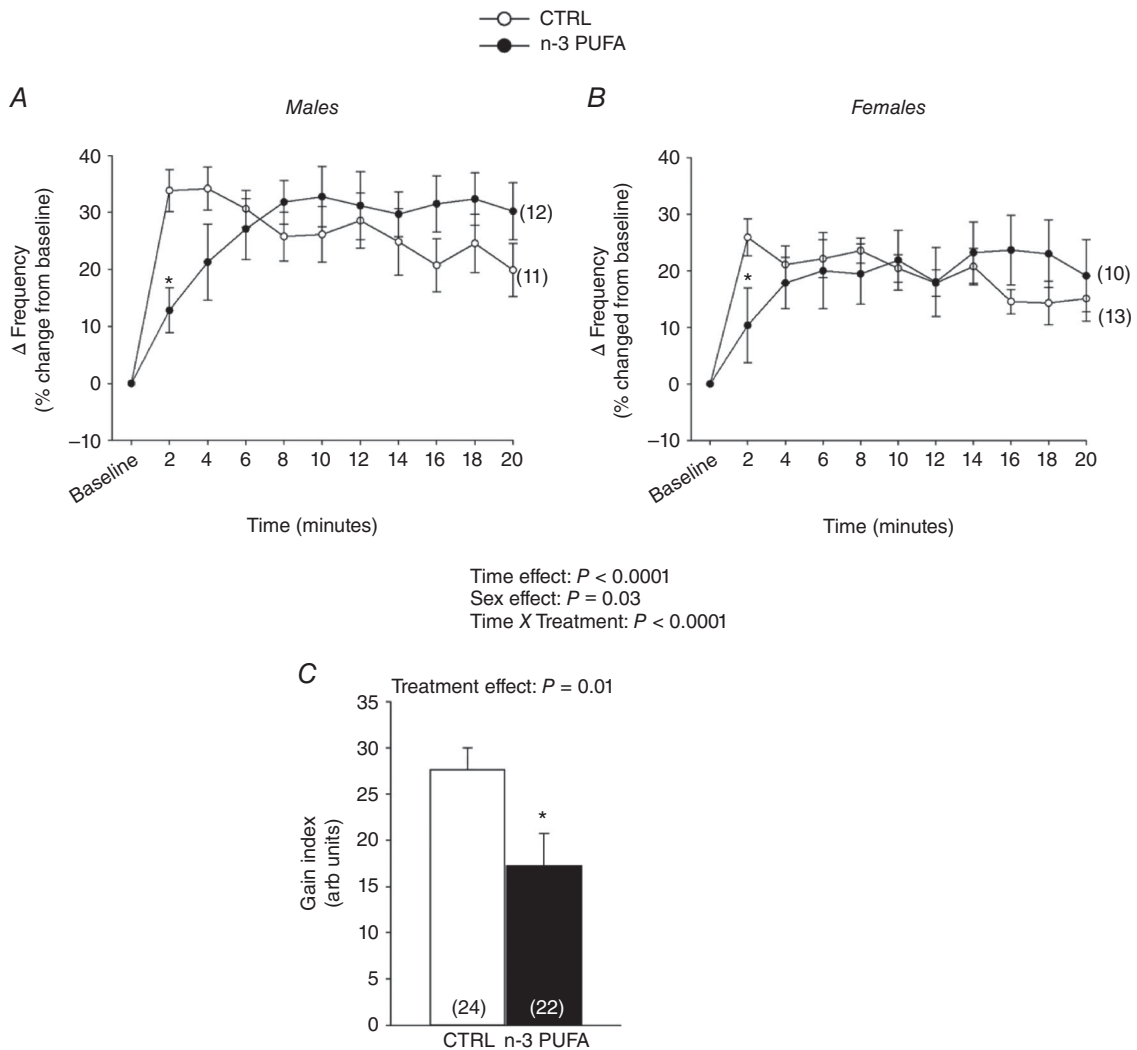 CTRL
n-3 PUFA
A
Males
Δ Frequency
(% change from baseline)
40
30
20
10
0
–10
(12)
(11)
*
Baseline 2 4 6 8 10 12 14 16 18 20
Time (minutes)
B
Females
Δ Frequency
(% changed from baseline)
40
30
20
10
0
–10
(10)
(13)
*
Baseline 2 4 6 8 10 12 14 16 18 20
Time (minutes)
Time effect: P < 0.0001
Sex effect: P = 0.03
Time X Treatment: P < 0.0001
C
Treatment effect: P = 0.01
Gain index
(arb units)
35
30
25
20
15
10
5
0
*
(24) (22)
CTRL n-3 PUFA